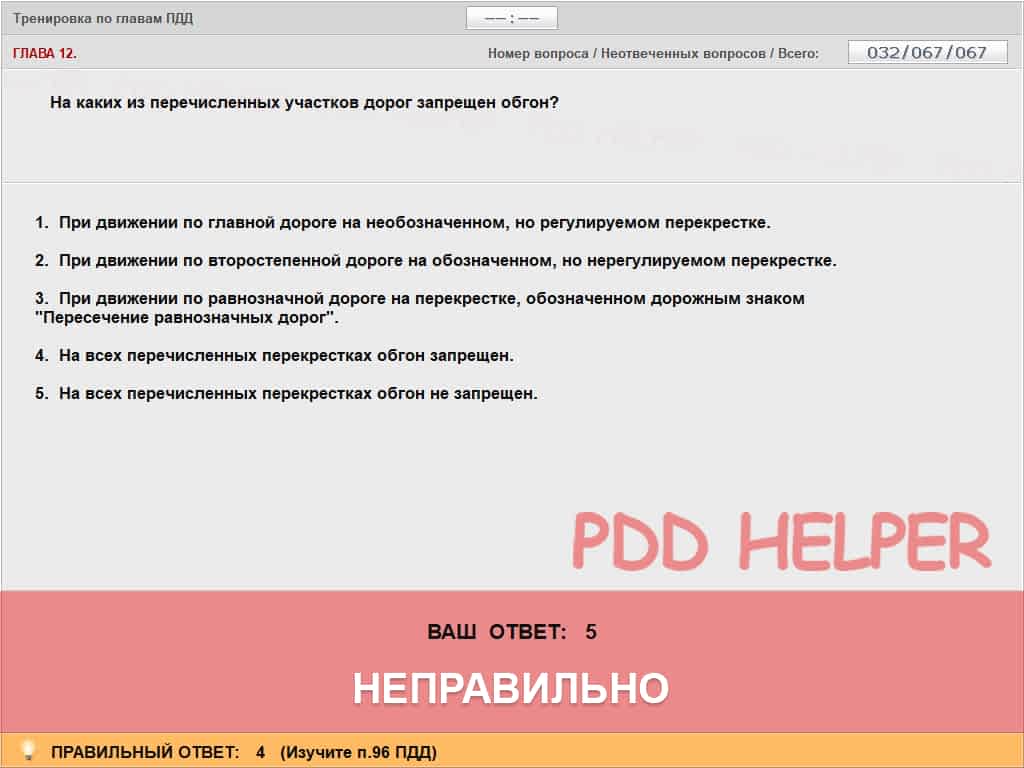 Тренировка по главам ПДД
—— : ——
ГЛАВА 12.
Номер вопроса / Неотвеченных вопросов / Всего:
032/067/067
На каких из перечисленных участков дорог запрещен обгон?
1. При движении по главной дороге на необозначенном, но регулируемом перекрестке.
2. При движении по второстепенной дороге на обозначенном, но нерегулируемом перекрестке.
3. При движении по равнозначной дороге на перекрестке, обозначенном дорожным знаком
"Пересечение равнозначных дорог".
4. На всех перечисленных перекрестках обгон запрещен.
5. На всех перечисленных перекрестках обгон не запрещен.
PDD HELPER
ВАШ ОТВЕТ: 5
НЕПРАВИЛЬНО
ПРАВИЛЬНЫЙ ОТВЕТ: 4 (Изучите п.96 ПДД)